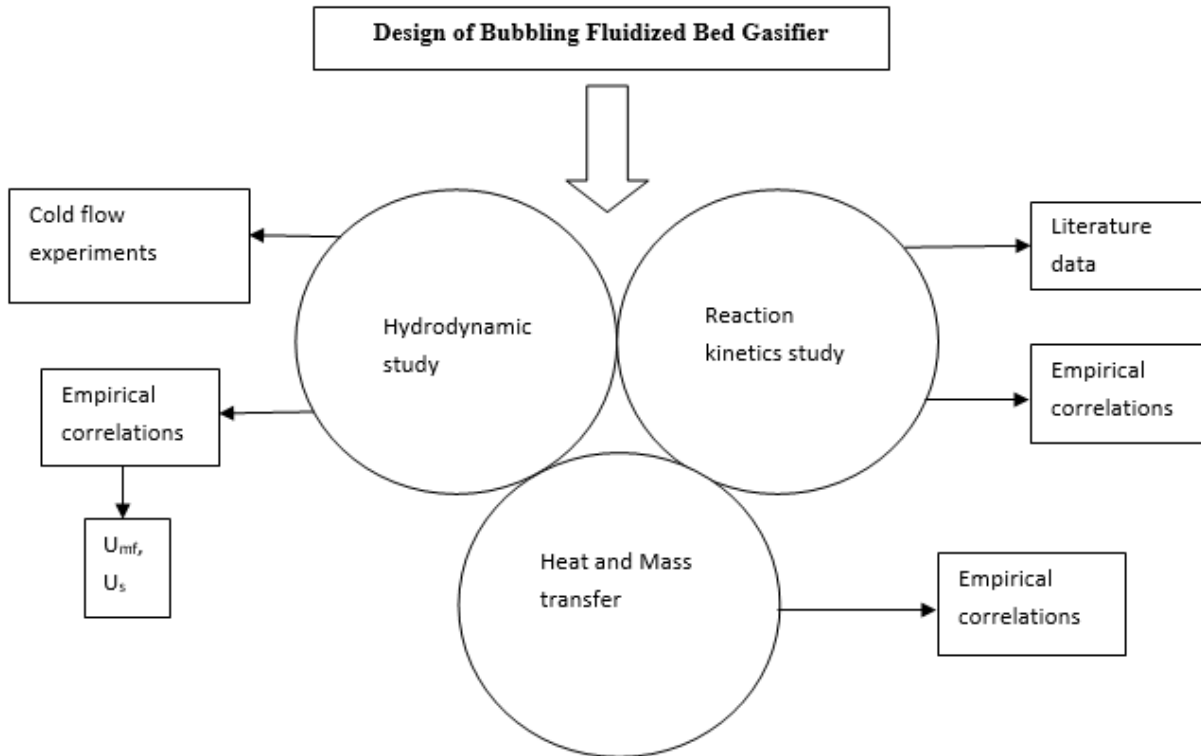 Design of Bubbling Fluidized Bed Gasifier
Cold flow
experiments
Literature
data
Hydrodynamic
study
Reaction
kinetics study
Empirical
correlations
Empirical
correlations
Umf,
Us
Heat and Mass
transfer
Empirical
correlations